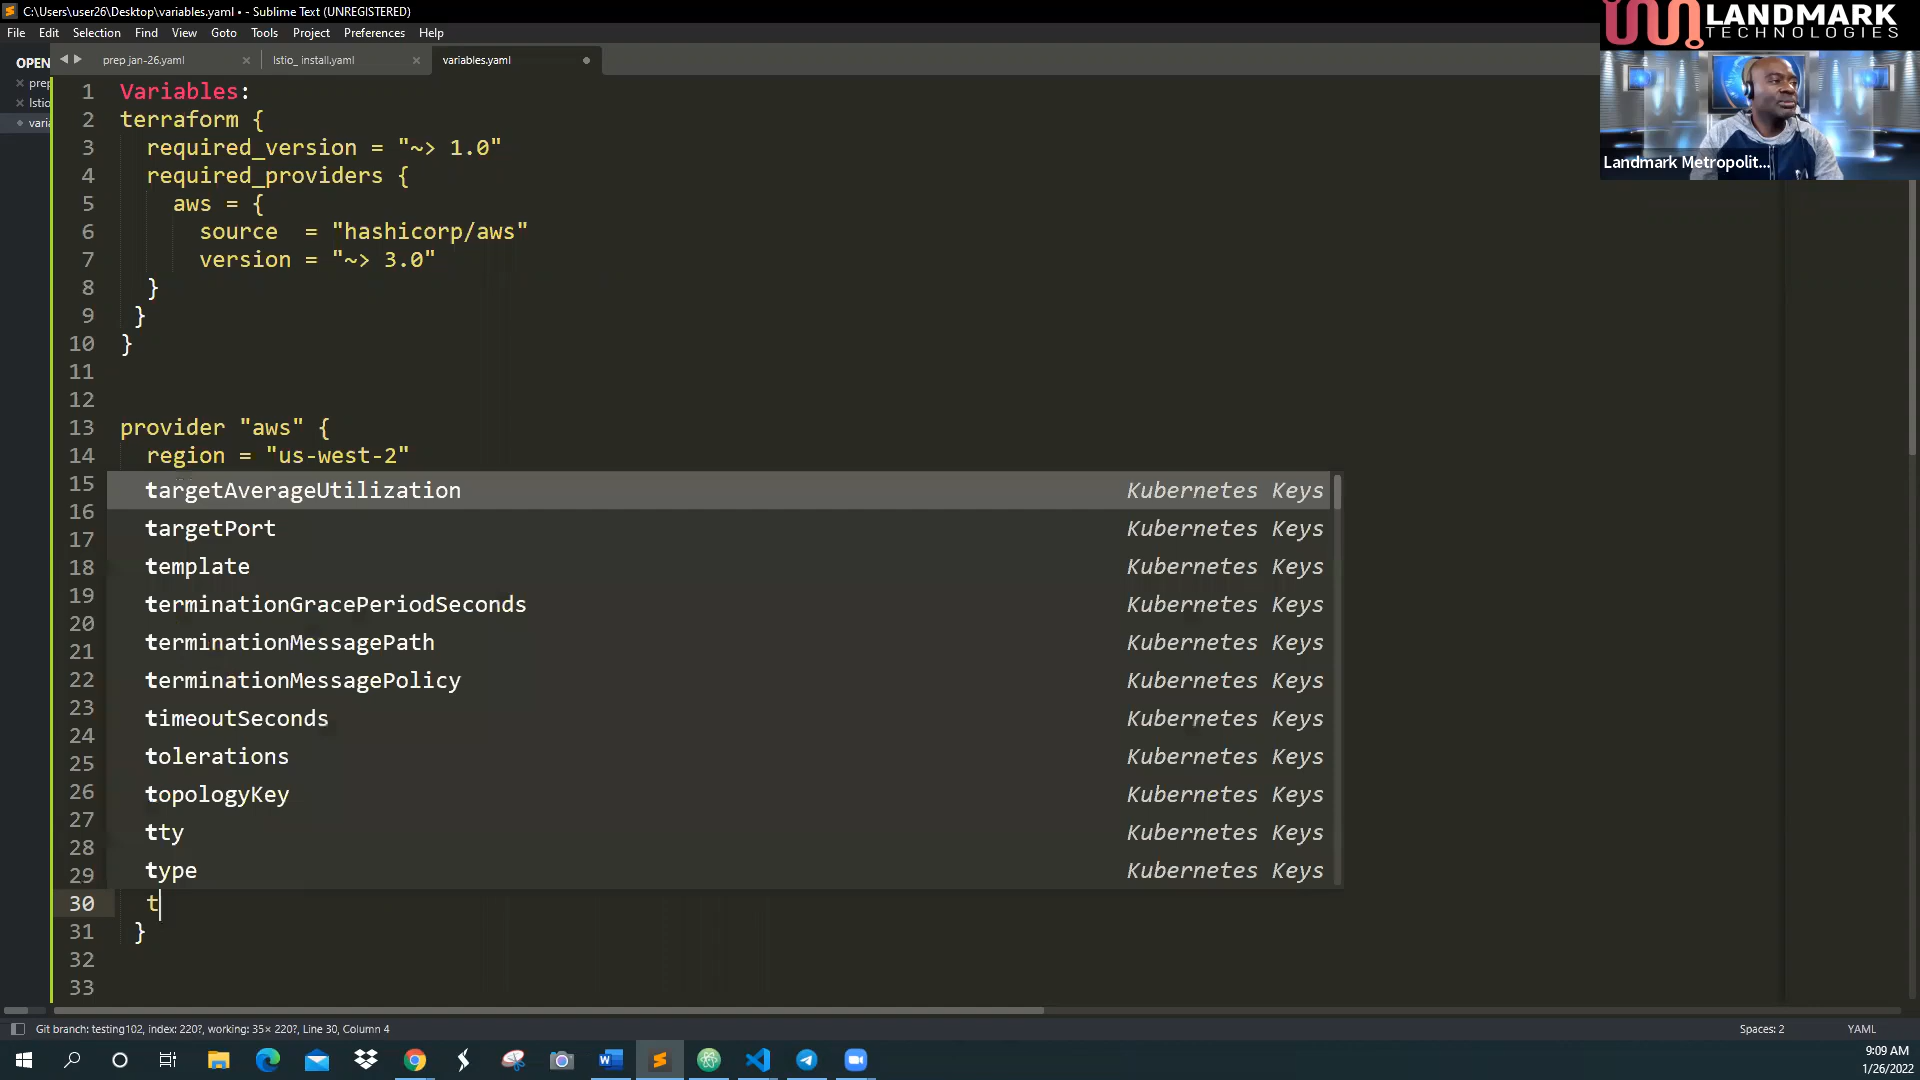 C:\Users\user26\Desktop\variables.yaml • - Sublime Text (UNREGISTERED)
File Edit Selection Find View Goto Tools Project Preferences Help
LANDMARK
TECHNOLOGIES
OPEN
prep jan-26.yaml
Istio_ install.yaml
variables.yaml
prep
Istio
varia
Landmark Metropolit...
1 Variables:
2 terraform {
3 required_version = "~> 1.0"
4 required_providers {
5 aws = {
6 source = "hashicorp/aws"
7 version = "~> 3.0"
8 }
9 }
10 }
11
12
13 provider "aws" {
14 region = "us-west-2"
15 targetAverageUtilization Kubernetes Keys
16 targetPort Kubernetes Keys
17
18 template Kubernetes Keys
19 terminationGracePeriodSeconds Kubernetes Keys
20
21 terminationMessagePath Kubernetes Keys
22 terminationMessagePolicy Kubernetes Keys
23 timeoutSeconds Kubernetes Keys
24
25 tolerations Kubernetes Keys
26 topologyKey Kubernetes Keys
27
28 tty Kubernetes Keys
29 type Kubernetes Keys
30 t
31 }
32
33
Git branch: testing102, index: 220?, working: 35× 220?, Line 30, Column 4
Spaces: 2
YAML
9:09 AM
1/26/2022